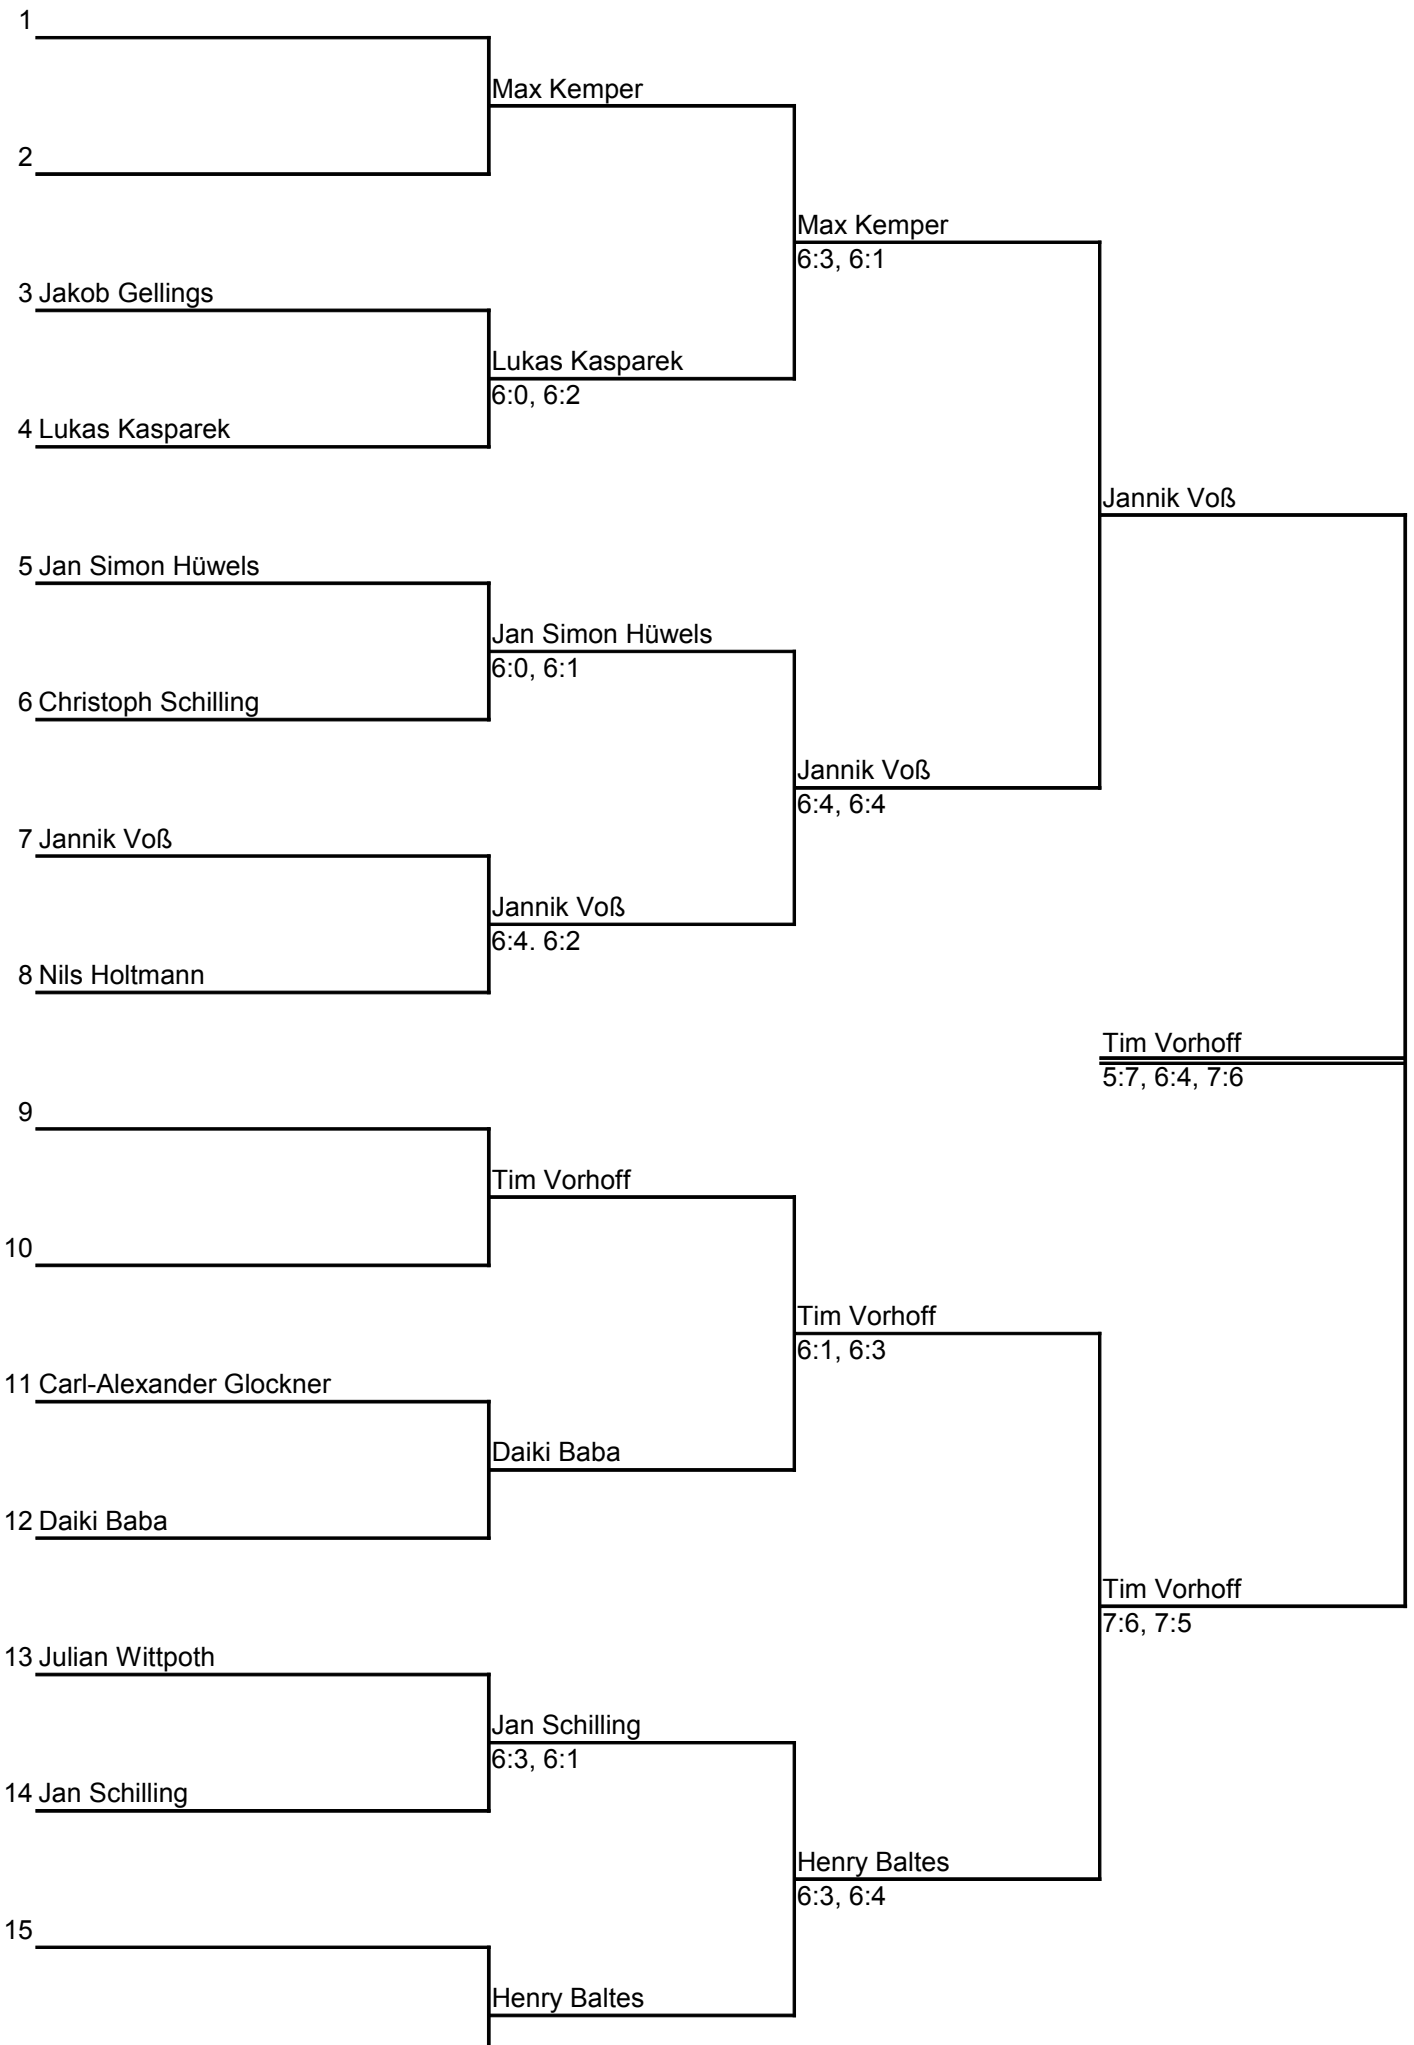 1
Max Kemper
2
Max Kemper
6:3, 6:1
3 Jakob Gellings
Lukas Kasparek
6:0, 6:2
4 Lukas Kasparek
Jannik Voß
5 Jan Simon Hüwels
Jan Simon Hüwels
6:0, 6:1
6 Christoph Schilling
Jannik Voß
6:4, 6:4
7 Jannik Voß
Jannik Voß
6:4. 6:2
8 Nils Holtmann
Tim Vorhoff
5:7, 6:4, 7:6
9
Tim Vorhoff
10
Tim Vorhoff
6:1, 6:3
11 Carl-Alexander Glockner
Daiki Baba
12 Daiki Baba
Tim Vorhoff
7:6, 7:5
13 Julian Wittpoth
Jan Schilling
6:3, 6:1
14 Jan Schilling
Henry Baltes
6:3, 6:4
15
Henry Baltes